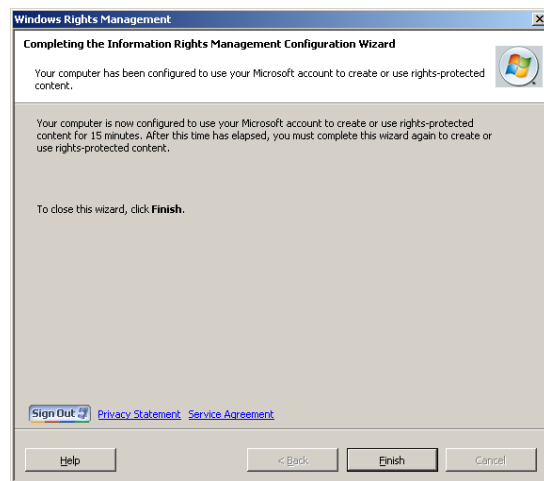 Windows Rights Management
Completing the Information Rights Management Configuration Wizard
Your computer has been configured to use your Microsoft account to create or use rights-protected
content.
Your computer is now configured to use your Microsoft account to create or use rights-protected
content for 15 minutes. After this time has elapsed, you must complete this wizard again to create or
use rights-protected content.
To close this wizard, click Finish.
Sign Out Privacy Statement Service Agreement
Help < Back Finish Cancel